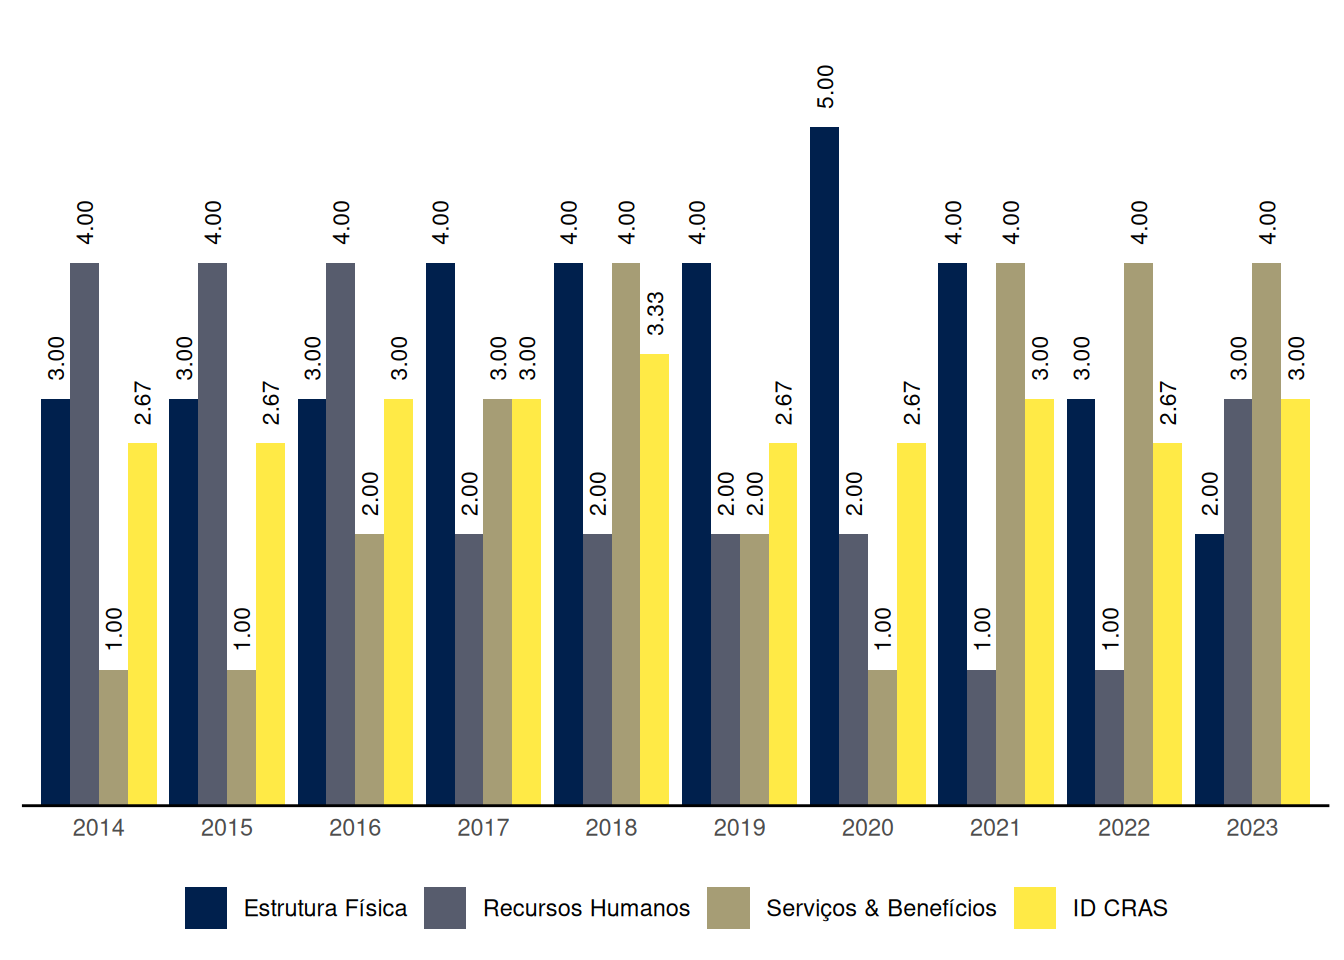 5.00
4.00 4.00 4.00 4.00 4.00 4.00 4.00 4.00 4.00 4.00 4.00
3.33
3.00 3.00 3.00 3.00 3.00 3.00 3.00 3.00 3.00 3.00
2.67 2.67 2.67 2.67 2.67
2.00 2.00 2.00 2.00 2.00 2.00 2.00
1.00 1.00 1.00 1.00 1.00
2014 2015 2016 2017 2018 2019 2020 2021 2022 2023
Estrutura Física Recursos Humanos Serviços & Benefícios ID CRAS